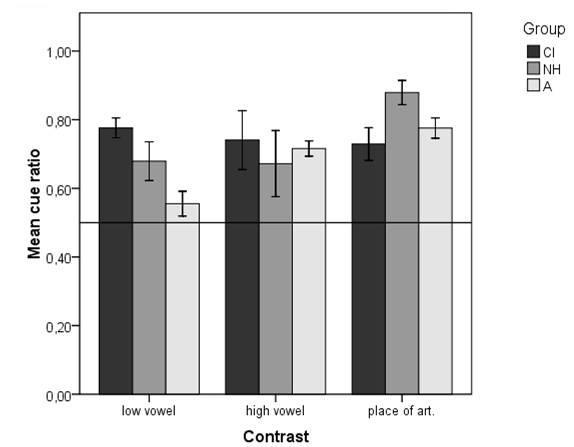 Group
CI
NH
A
Mean cue ratio
1,00
0,80
0,60
0,40
0,20
0,00
low vowel
high vowel
place of art.
Contrast